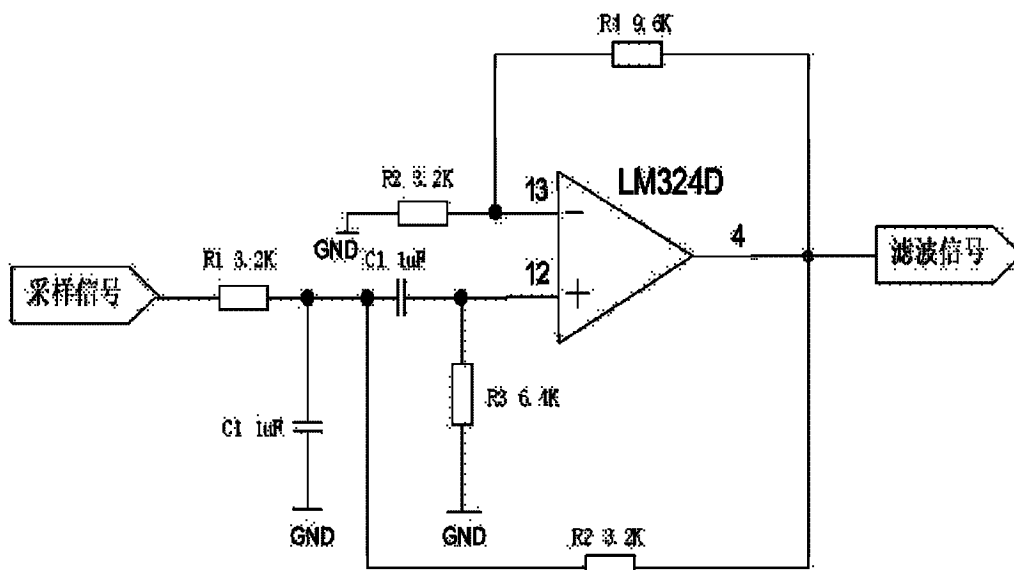 R4 9.6K
LM324D
R2 3.2K
13
4
滤波信号
GND
R1 3.2K
C1 1uF
12
采样信号
R3 6.4K
C1 1uF
GND
GND
R2 3.2K